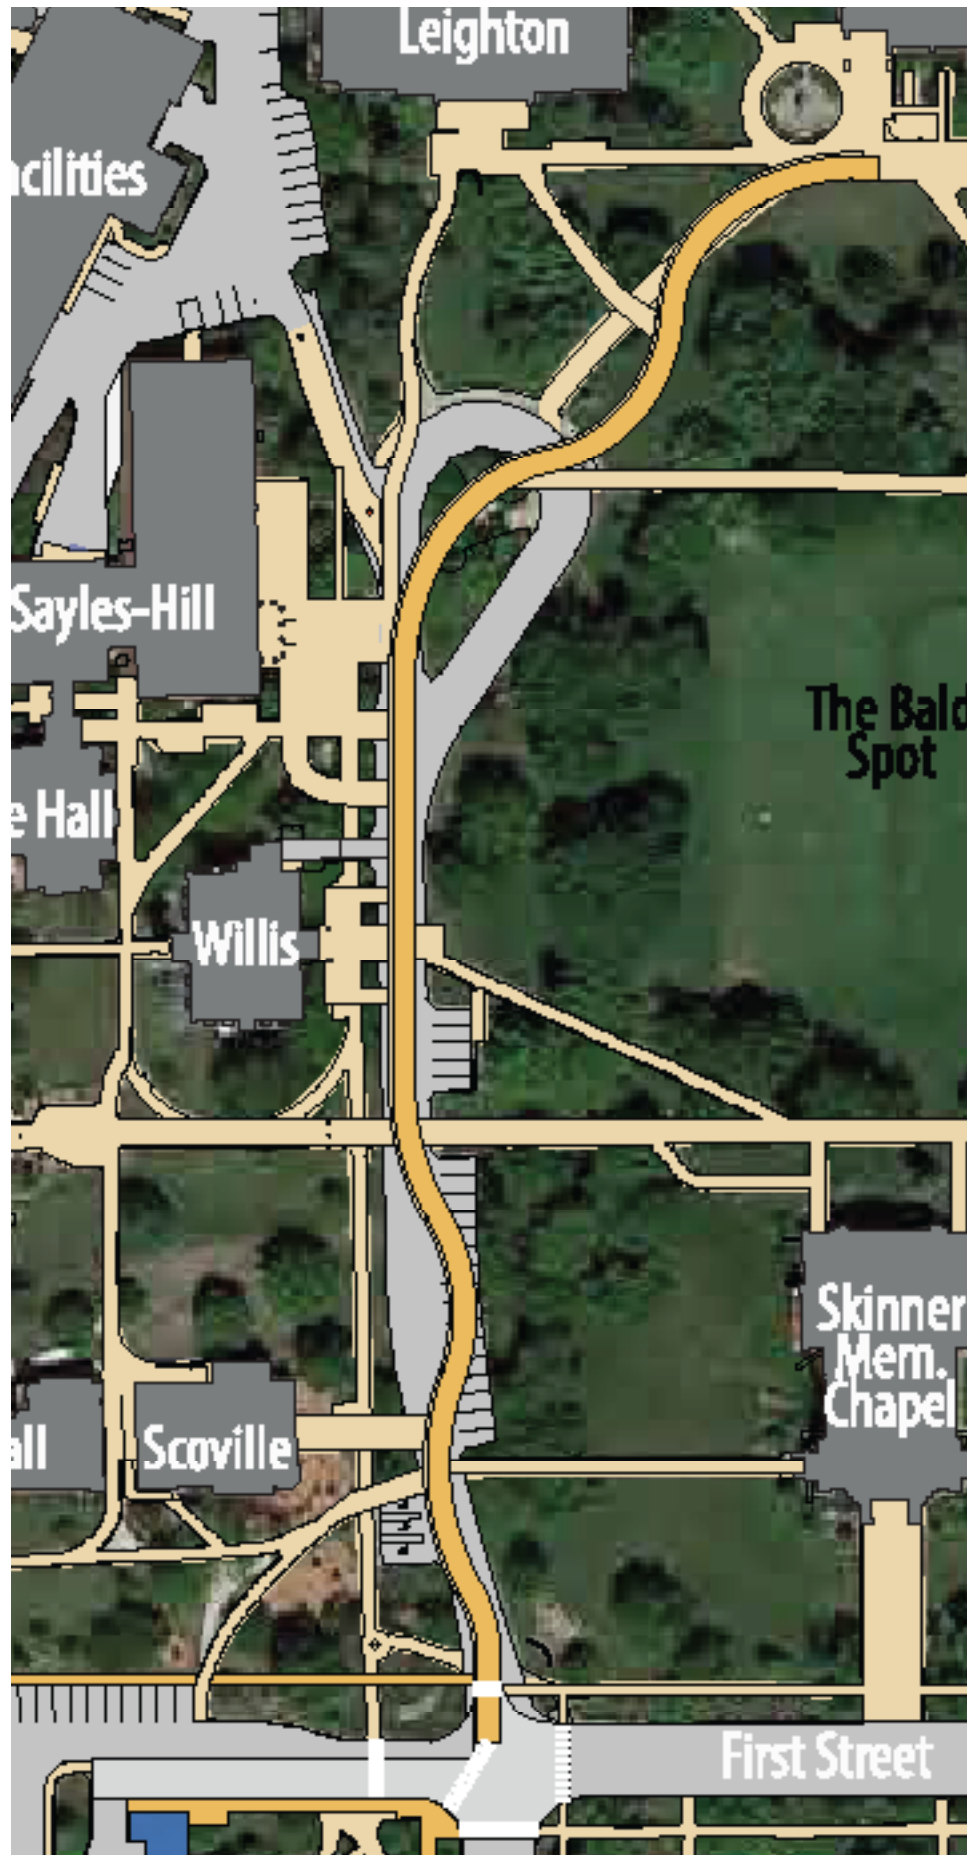 Leighton
cilities
Sayles-Hill
The Bald
Spot
e Hall
Willis
Skinner
Mem.
Chapel
all
Scoville
First Street